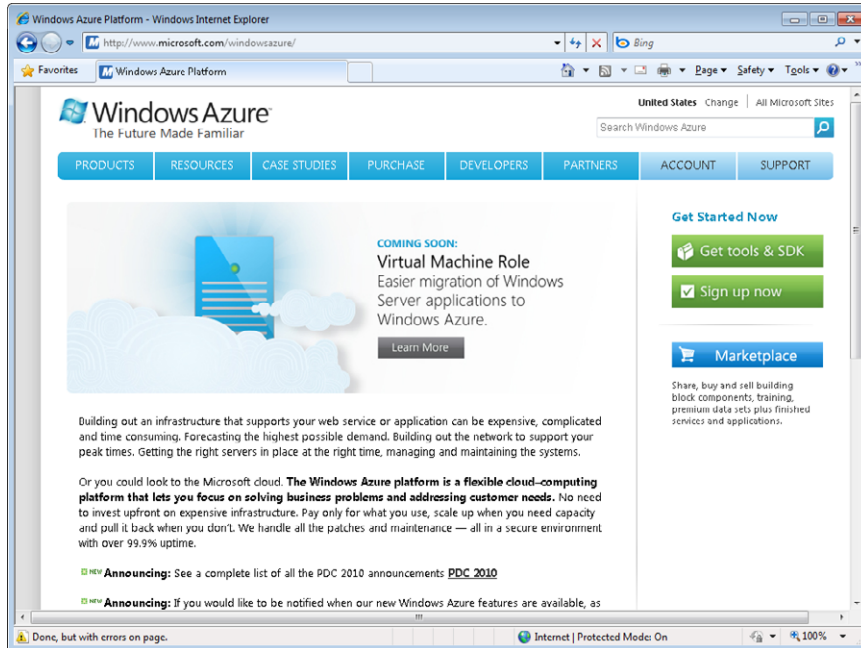 Windows Azure Platform - Windows Internet Explorer
http://www.microsoft.com/windowsazure/
Bing
Favorites
Windows Azure Platform
Page
Safety
Tools
Windows Azure™
The Future Made Familiar
United States Change | All Microsoft Sites
Search Windows Azure
PRODUCTS RESOURCES CASE STUDIES PURCHASE DEVELOPERS PARTNERS ACCOUNT SUPPORT
COMING SOON:
Virtual Machine Role
Easier migration of Windows
Server applications to
Windows Azure.
Learn More
Get Started Now
Get tools & SDK
Sign up now
Marketplace
Share, buy and sell building
block components, training,
premium data sets plus finished
services and applications.
Building out an infrastructure that supports your web service or application can be expensive, complicated
and time consuming. Forecasting the highest possible demand. Building out the network to support your
peak times. Getting the right servers in place at the right time, managing and maintaining the systems.
Or you could look to the Microsoft cloud. The Windows Azure platform is a flexible cloud–computing
platform that lets you focus on solving business problems and addressing customer needs. No need
to invest upfront on expensive infrastructure. Pay only for what you use, scale up when you need capacity
and pull it back when you don't. We handle all the patches and maintenance — all in a secure environment
with over 99.9% uptime.
NEW Announcing: See a complete list of all the PDC 2010 announcements PDC 2010
NEW Announcing: If you would like to be notified when our new Windows Azure features are available, as
Done, but with errors on page.
Internet | Protected Mode: On
100%